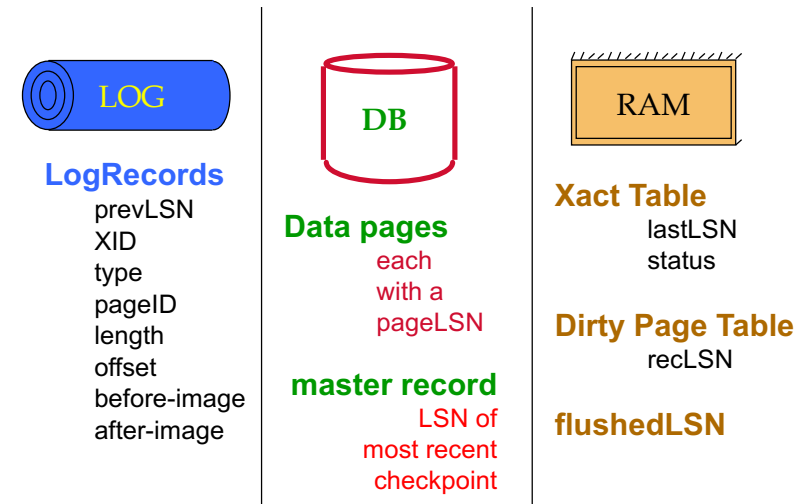 LOG
LogRecords
prevLSN
XID
type
pageID
length
offset
before-image
after-image
DB
Data pages
each
with a
pageLSN
master record
LSN of
most recent
checkpoint
RAM
Xact Table
lastLSN
status
Dirty Page Table
recLSN
flushedLSN